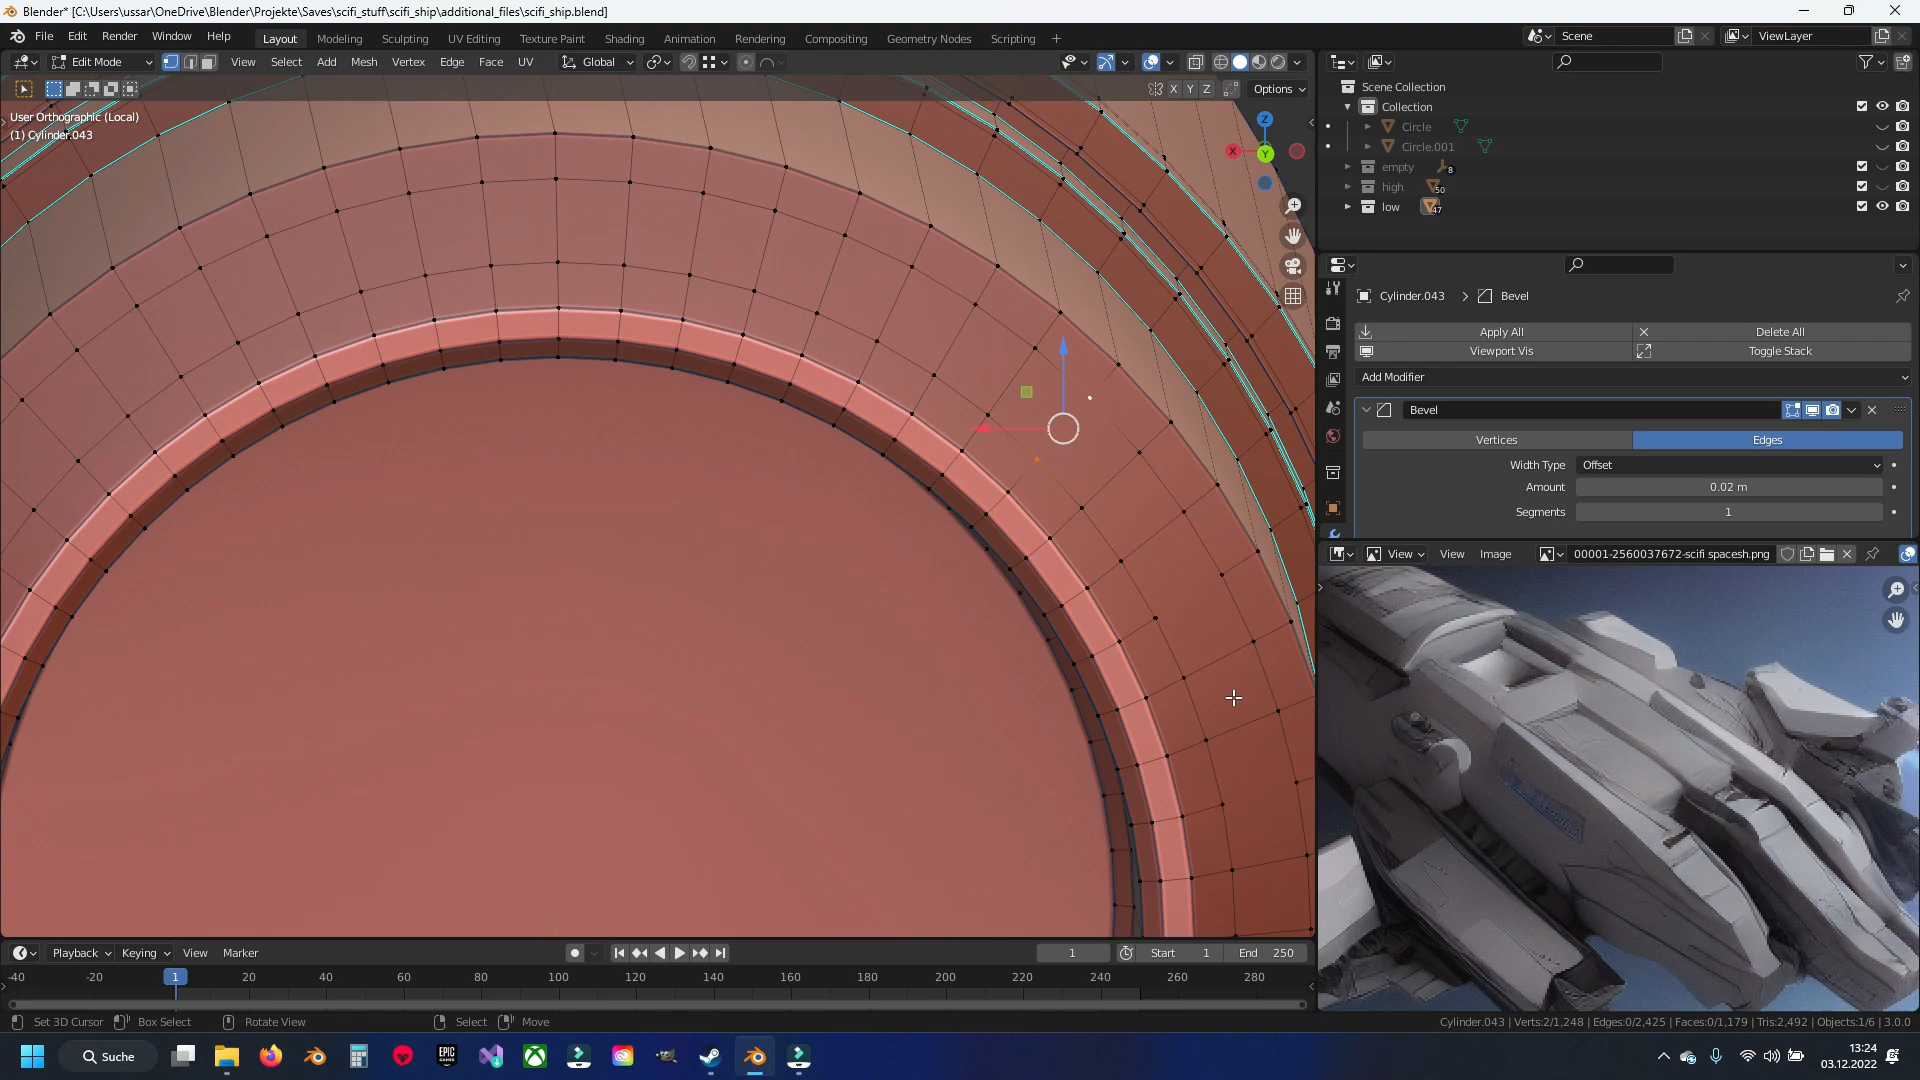 Blender* [C:\Users\ussar\OneDrive\Blender\Projekte\Saves\scifi_stuff\scifi_ship\additional_files\scifi_ship.blend]
File Edit Render Window Help Layout Modeling Sculpting UV Editing Texture Paint Shading Animation Rendering Compositing Geometry Nodes Scripting + Scene ViewLayer
Edit Mode View Select Add Mesh Vertex Edge Face UV Global
X Y Z Options
User Orthographic (Local)
(1) Cylinder.043
Z
X
Y
Scene Collection
Collection
Circle
Circle.001
empty 8
high 50
low 47
Cylinder.043 Bevel
Apply All Delete All
Viewport Vis Toggle Stack
Add Modifier
Bevel
Vertices Edges
Width Type Offset
Amount 0.02 m
Segments 1
View View Image 00001-2560037672-scifi spacesh.png
Playback Keying View Marker 1 Start 1 End 250
-40 -20 1 20 40 60 80 100 120 140 160 180 200 220 240 260 280
Set 3D Cursor Box Select Rotate View Select Move Cylinder.043 | Verts:2/1,248 | Edges:0/2,425 | Faces:0/1,179 | Tris:2,492 | Objects:1/6 | 3.0.0
Suche
EPIC GAMES
13:24
03.12.2022